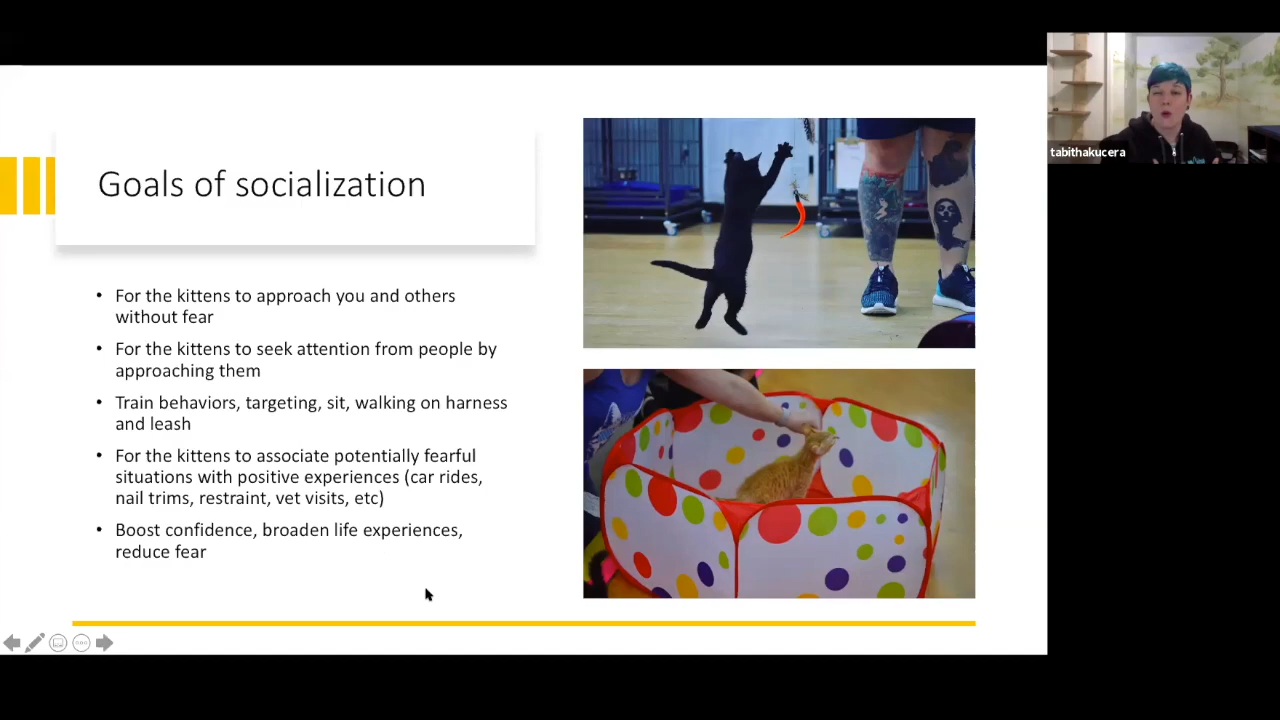 Goals of socialization
• For the kittens to approach you and others
without fear
• For the kittens to seek attention from people by
approaching them
• Train behaviors, targeting, sit, walking on harness
and leash
• For the kittens to associate potentially fearful
situations with positive experiences (car rides,
nail trims, restraint, vet visits, etc)
• Boost confidence, broaden life experiences,
reduce fear
tabithakucera